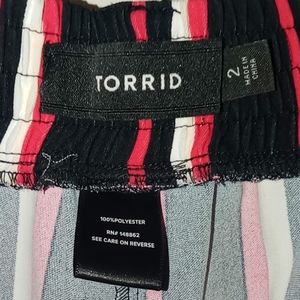 TORRID
2
MADE IN
CHINA
100%POLYESTER
RN# 148862
SEE CARE ON REVERSE